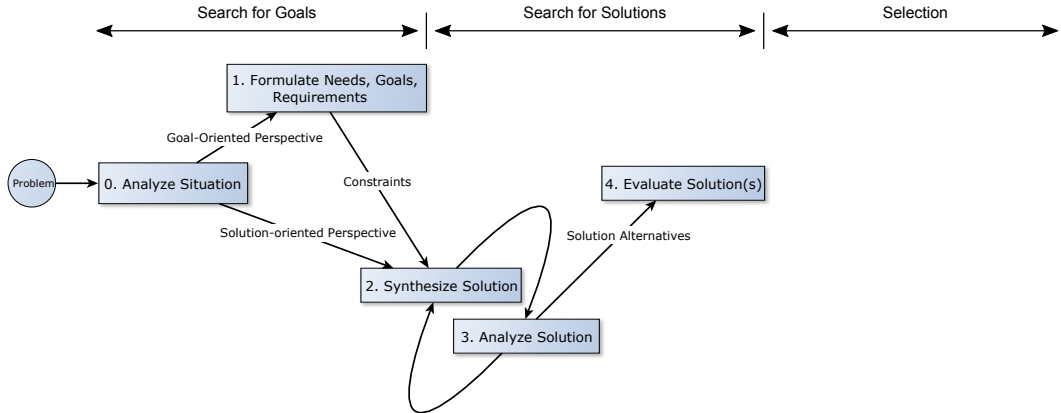 Search for Goals
Search for Solutions
Selection
1. Formulate Needs, Goals,
Requirements
Goal-Oriented Perspective
Problem
0. Analyze Situation
Constraints
4. Evaluate Solution(s)
Solution-oriented Perspective
Solution Alternatives
2. Synthesize Solution
3. Analyze Solution